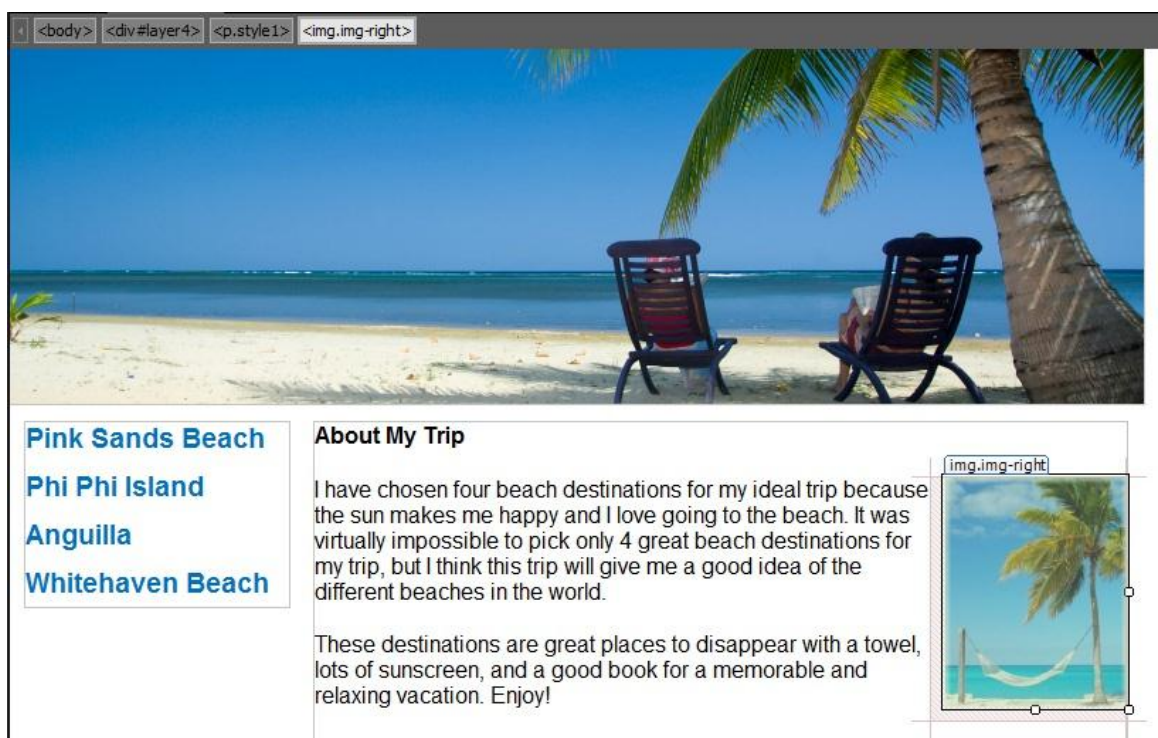 <body> <div#layer4> <p.style1> <img.img-right>
Pink Sands Beach
Phi Phi Island
Anguilla
Whitehaven Beach
About My Trip
img.img-right
I have chosen four beach destinations for my ideal trip because
the sun makes me happy and I love going to the beach. It was
virtually impossible to pick only 4 great beach destinations for
my trip, but I think this trip will give me a good idea of the
different beaches in the world.
These destinations are great places to disappear with a towel,
lots of sunscreen, and a good book for a memorable and
relaxing vacation. Enjoy!